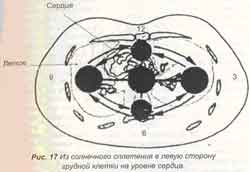 Сердце
12
Легкое
9
3
6
Рис. 17 Из солнечного сплетения в левую сторону
грудной клетки на уровне сердца.